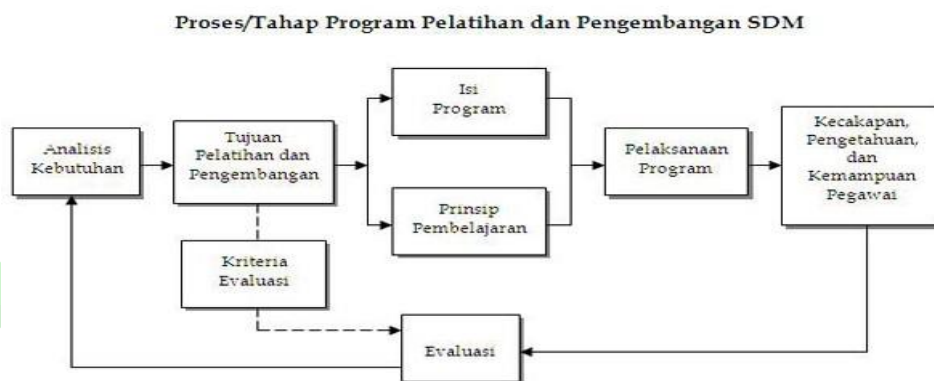 Proses/Tahap Program Pelatihan dan Pengembangan SDM
Analisis
Kebutuhan
Tujuan
Pelatihan dan
Pengembangan
Isi
Program
Prinsip
Pembelajaran
Pelaksanaan
Program
Kecakapan,
Pengetahuan,
dan
Kemampuan
Pegawai
Kriteria
Evaluasi
Evaluasi